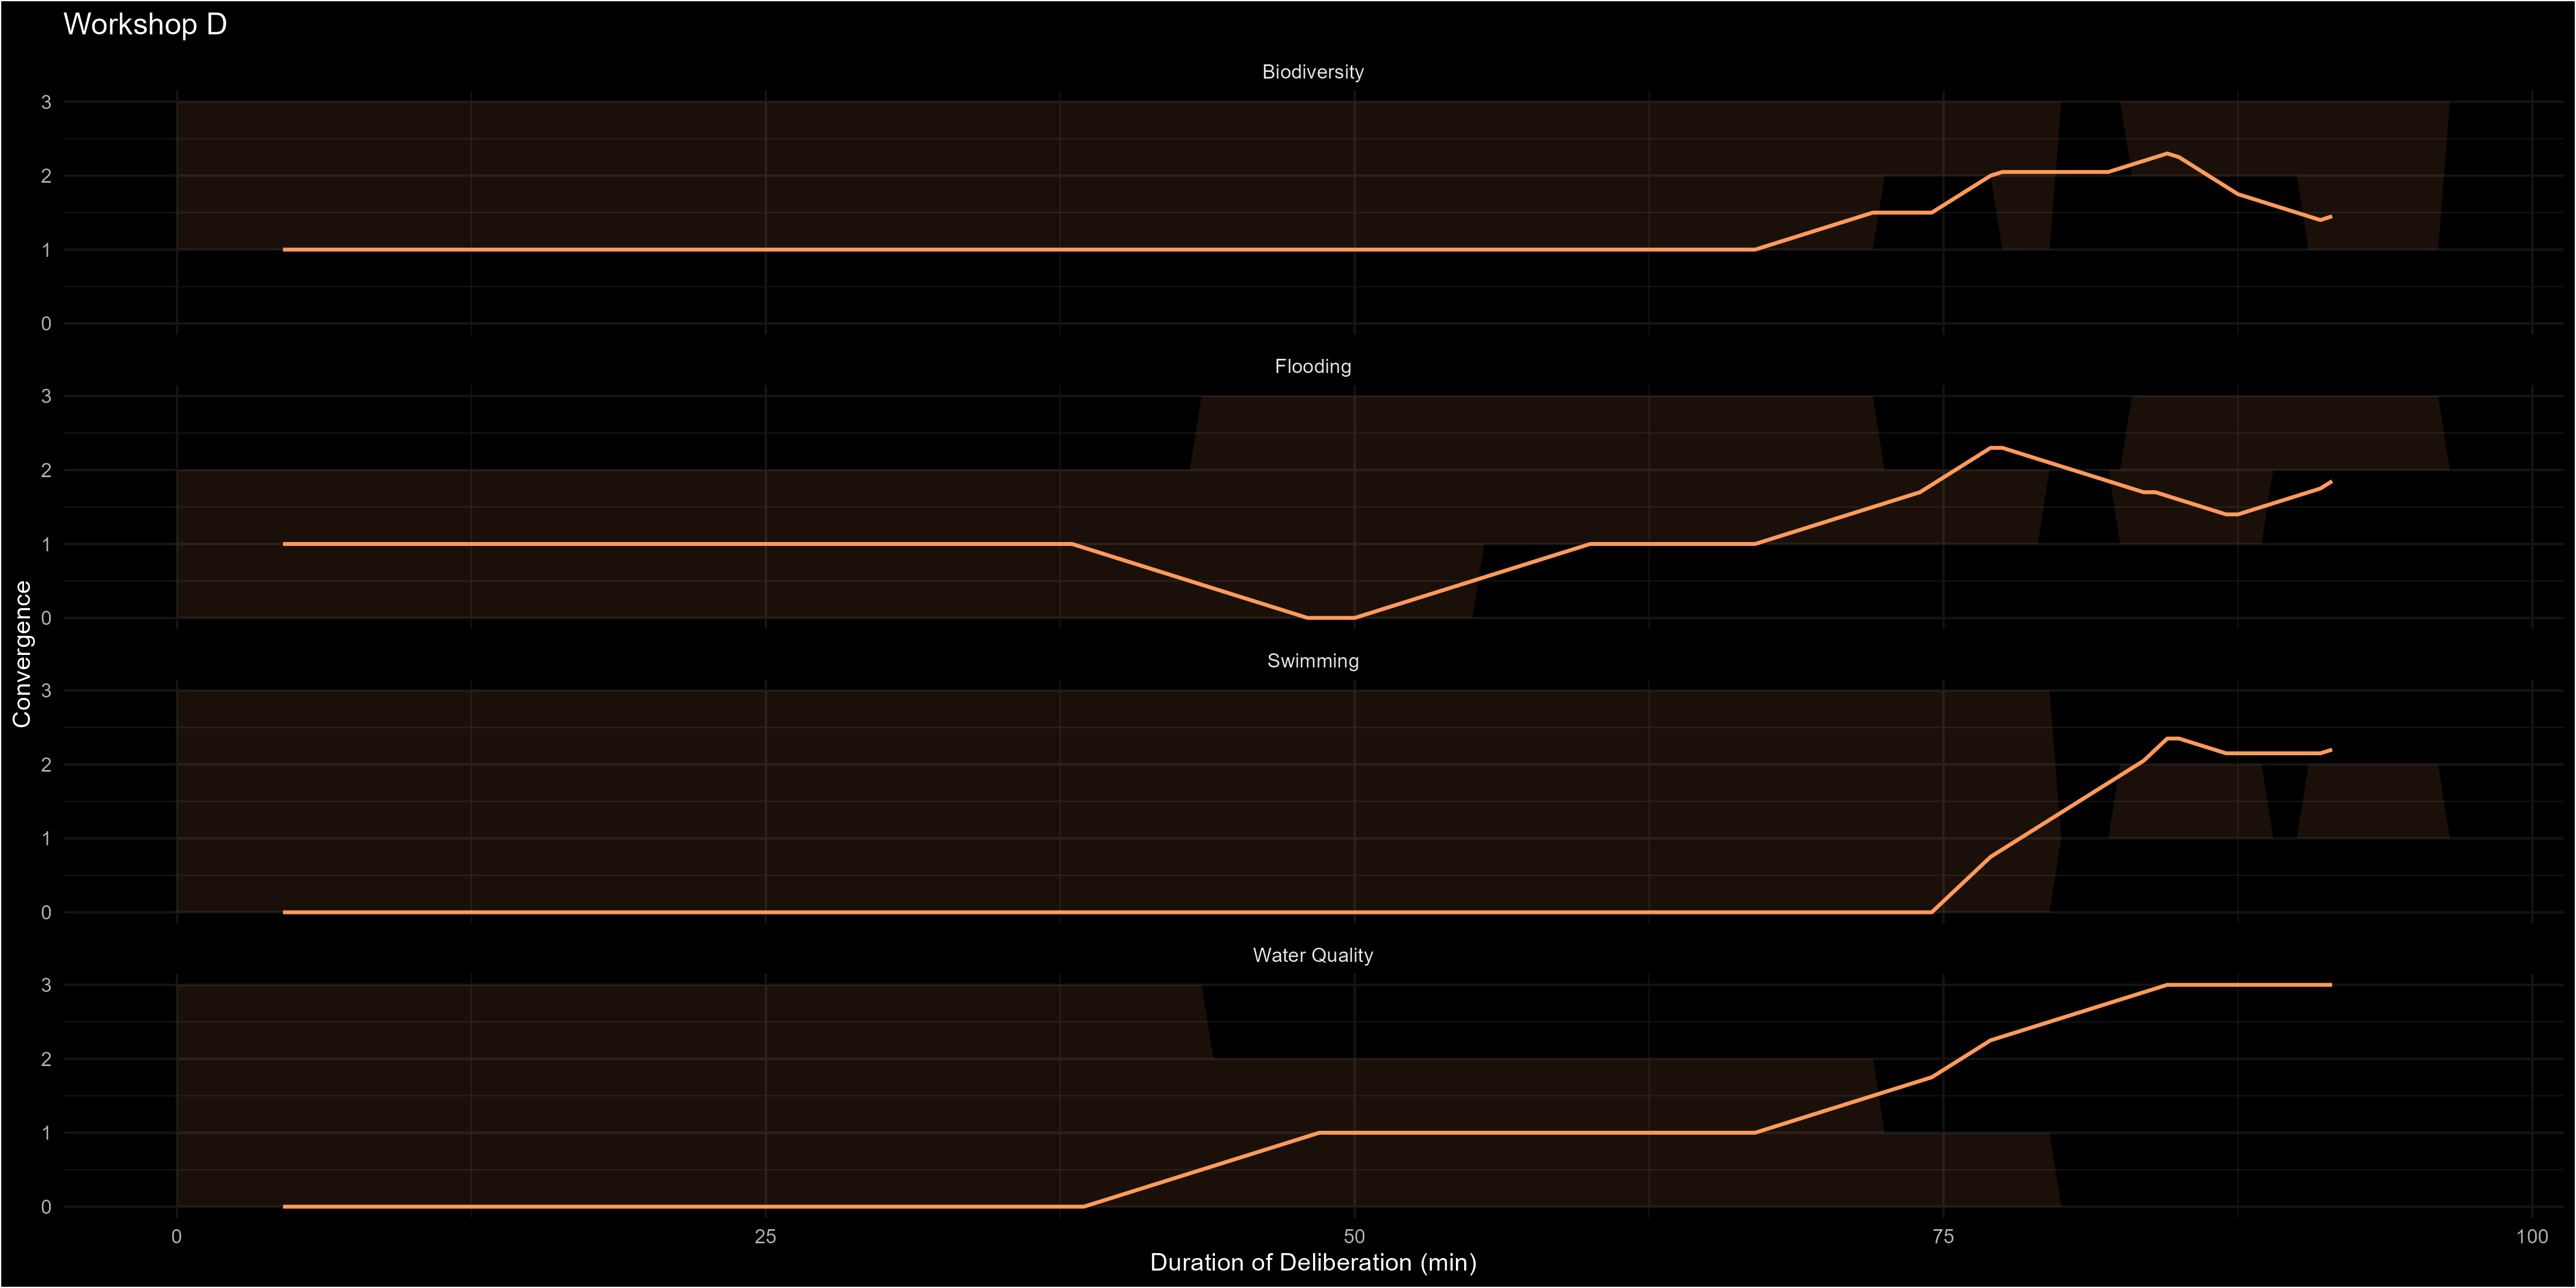 Workshop D
Biodiversity
3
2
1
0
Flooding
3
2
1
0
Swimming
3
2
1
0
Water Quality
3
2
1
0
0 25 50 75 100
Duration of Deliberation (min)
Convergence